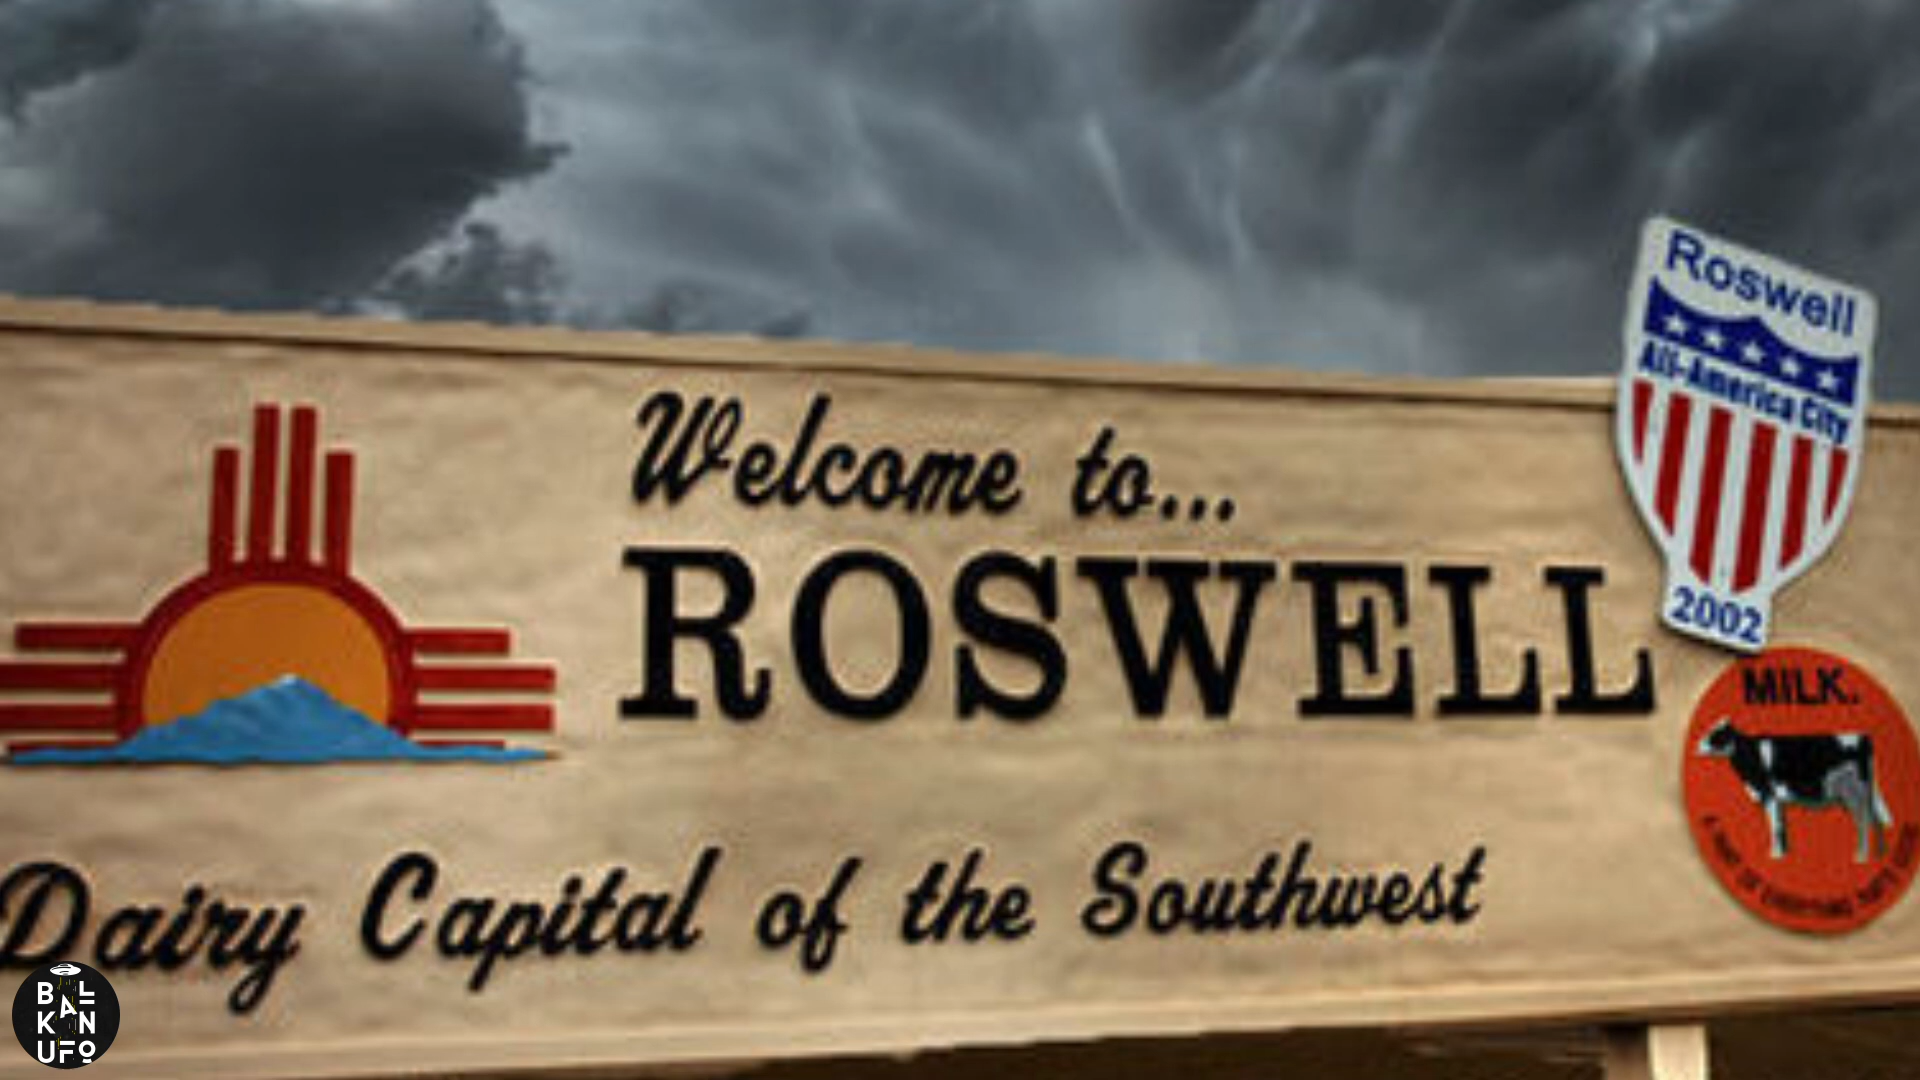 Welcome to...
ROSWELL
Dairy Capital of the Southwest
Roswell
All-America City
2002
MILK.
BAL
KAN
UFO